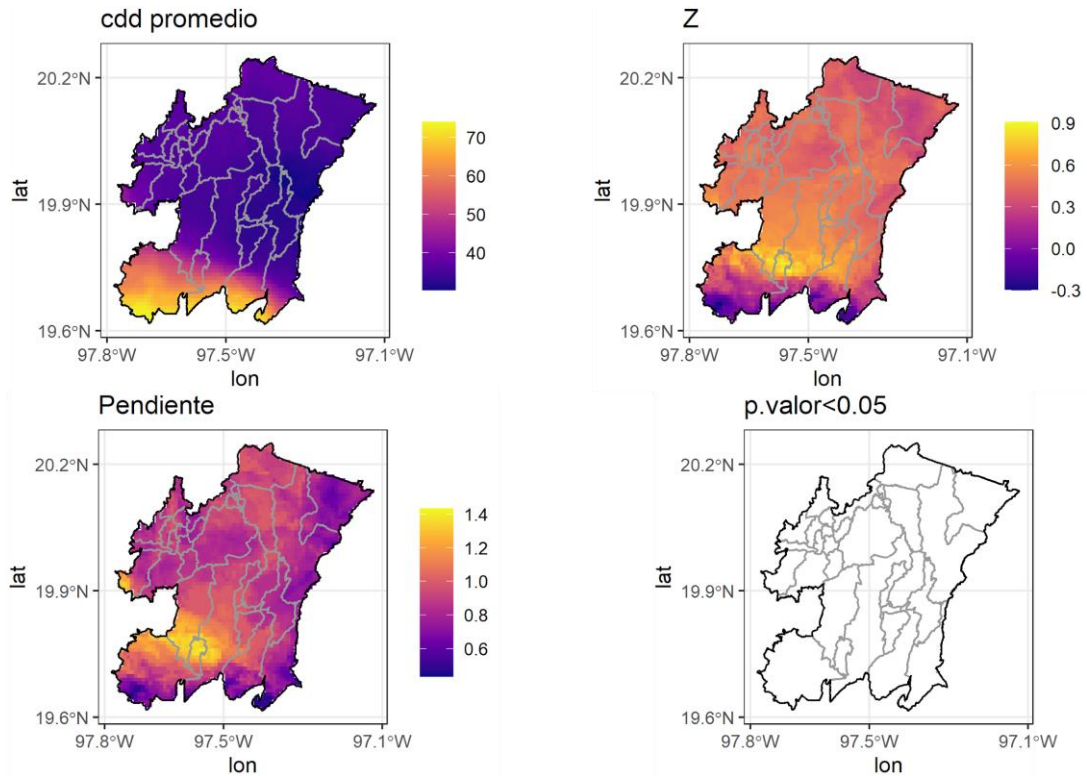 cdd promedio
20.2°N
19.9°N
19.6°N
lat
97.8°W
97.5°W
97.1°W
lon
70
60
50
40
Z
20.2°N
19.9°N
19.6°N
lat
97.8°W
97.5°W
97.1°W
lon
0.9
0.6
0.3
0.0
-0.3
Pendiente
20.2°N
19.9°N
19.6°N
lat
97.8°W
97.5°W
97.1°W
lon
1.4
1.2
1.0
0.8
0.6
p.valor<0.05
20.2°N
19.9°N
19.6°N
lat
97.8°W
97.5°W
97.1°W
lon